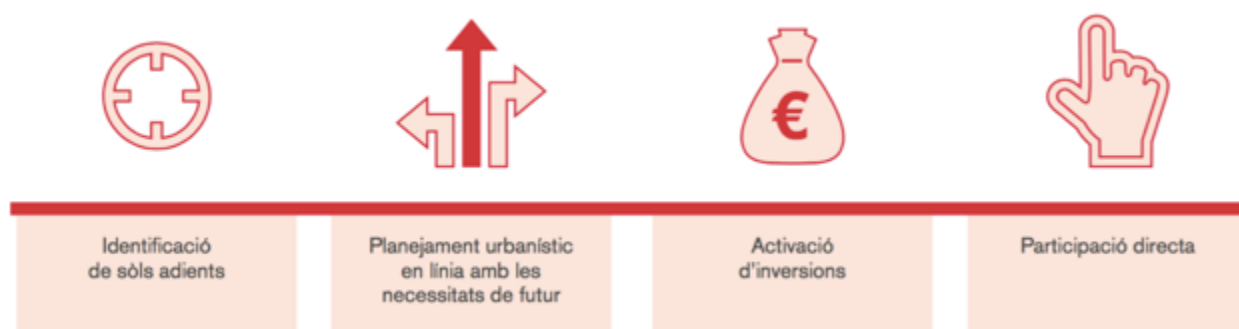 €
Identificació
de sòls adients
Planejament urbanístic
en línia amb les
necessitats de futur
Activació
d'inversions
Participació directa